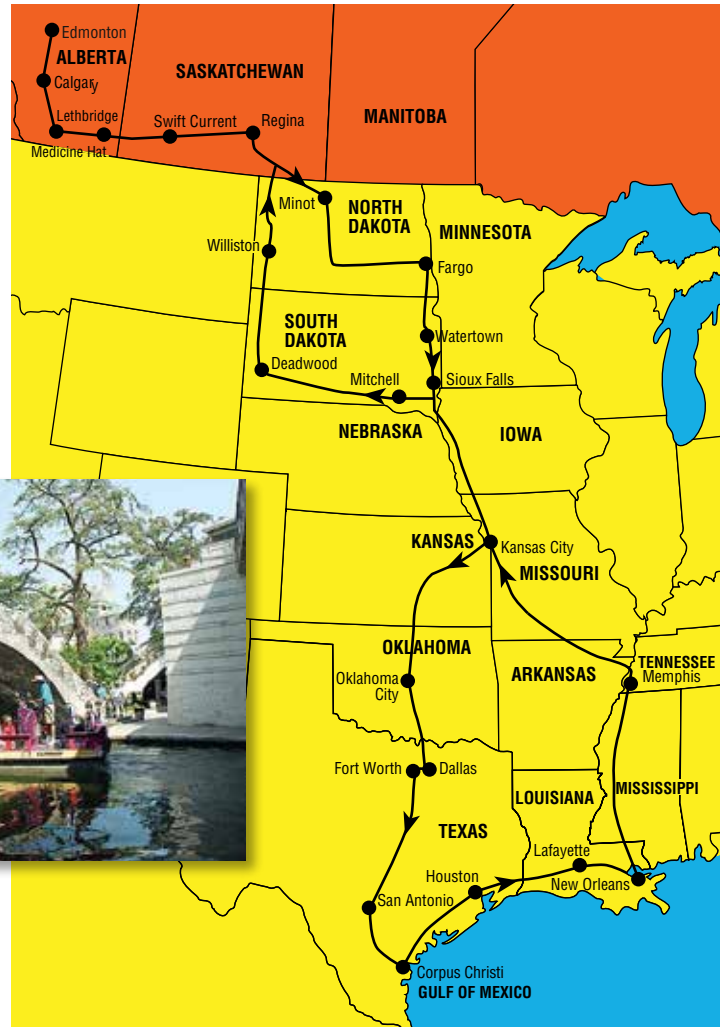 Edmonton
ALBERTA
SASKATCHEWAN
Calgary
MANITOBA
Lethbridge
Swift Current
Regina
Medicine Hat
Minot
NORTH
DAKOTA
MINNESOTA
Williston
Fargo
SOUTH
DAKOTA
Watertown
Deadwood
Mitchell
Sioux Falls
NEBRASKA
IOWA
KANSAS
Kansas City
MISSOURI
OKLAHOMA
ARKANSAS
TENNESSEE
Memphis
Oklahoma
City
Fort Worth
Dallas
LOUISIANA
MISSISSIPPI
TEXAS
Lafayette
Houston
New Orleans
San Antonio
Corpus Christi
GULF OF MEXICO